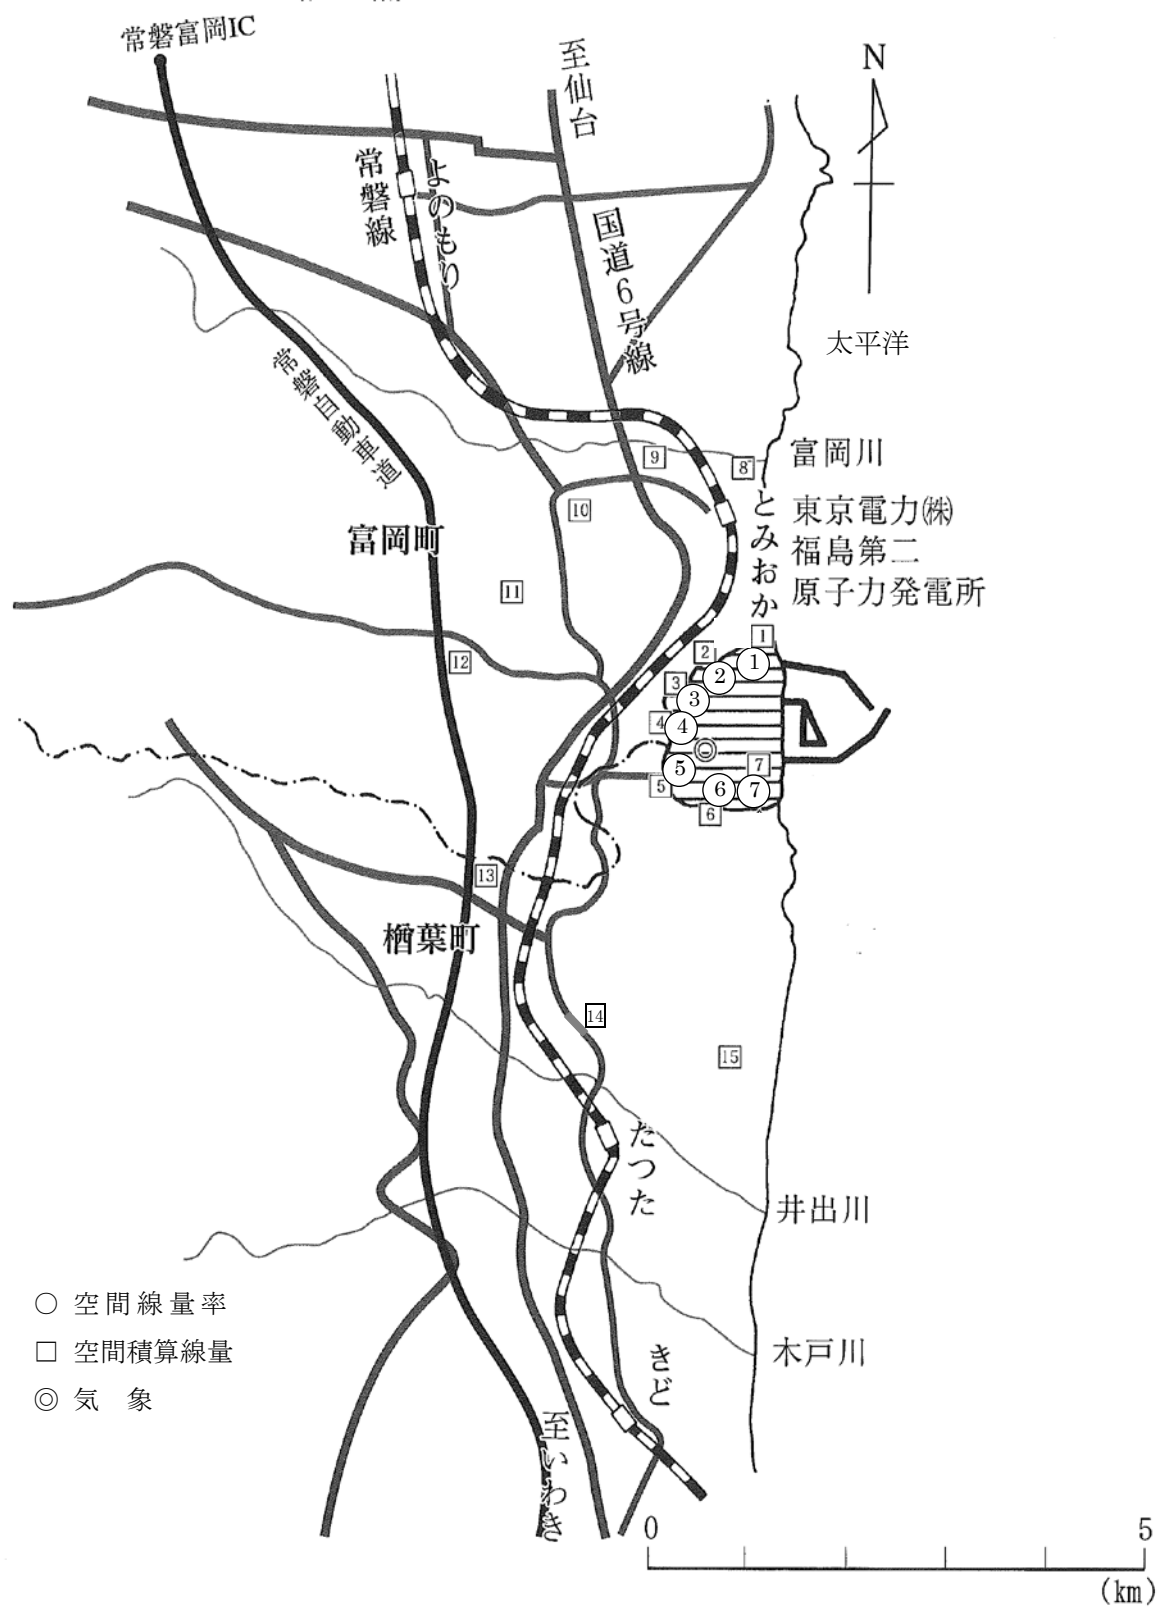 常磐富岡IC
至仙台
N
常磐線
よのもり
国道6号線
太平洋
常磐自動車道
富岡川
9
8
とみおか
東京電力㈱
福島第二
原子力発電所
10
富岡町
11
12
1
2
3
4
5
6
7
①
②
③
④
⑤
⑥
⑦
13
楢葉町
14
15
たつた
井出川
木戸川
きど
至いわき
○ 空間線量率
□ 空間積算線量
◎ 気 象
0
5
(km)